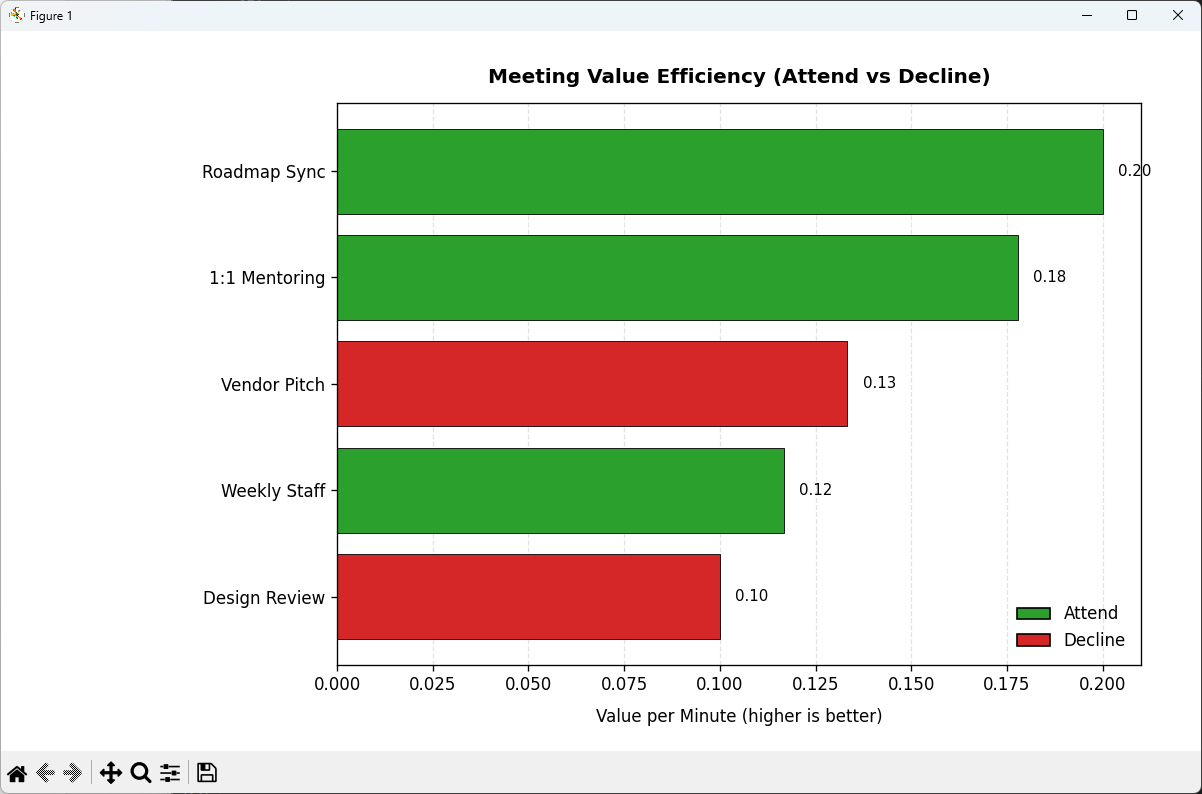 Figure 1
Meeting Value Efficiency (Attend vs Decline)
Roadmap Sync 0.20
1:1 Mentoring 0.18
Vendor Pitch 0.13
Weekly Staff 0.12
Design Review 0.10
Attend
Decline
0.000 0.025 0.050 0.075 0.100 0.125 0.150 0.175 0.200
Value per Minute (higher is better)